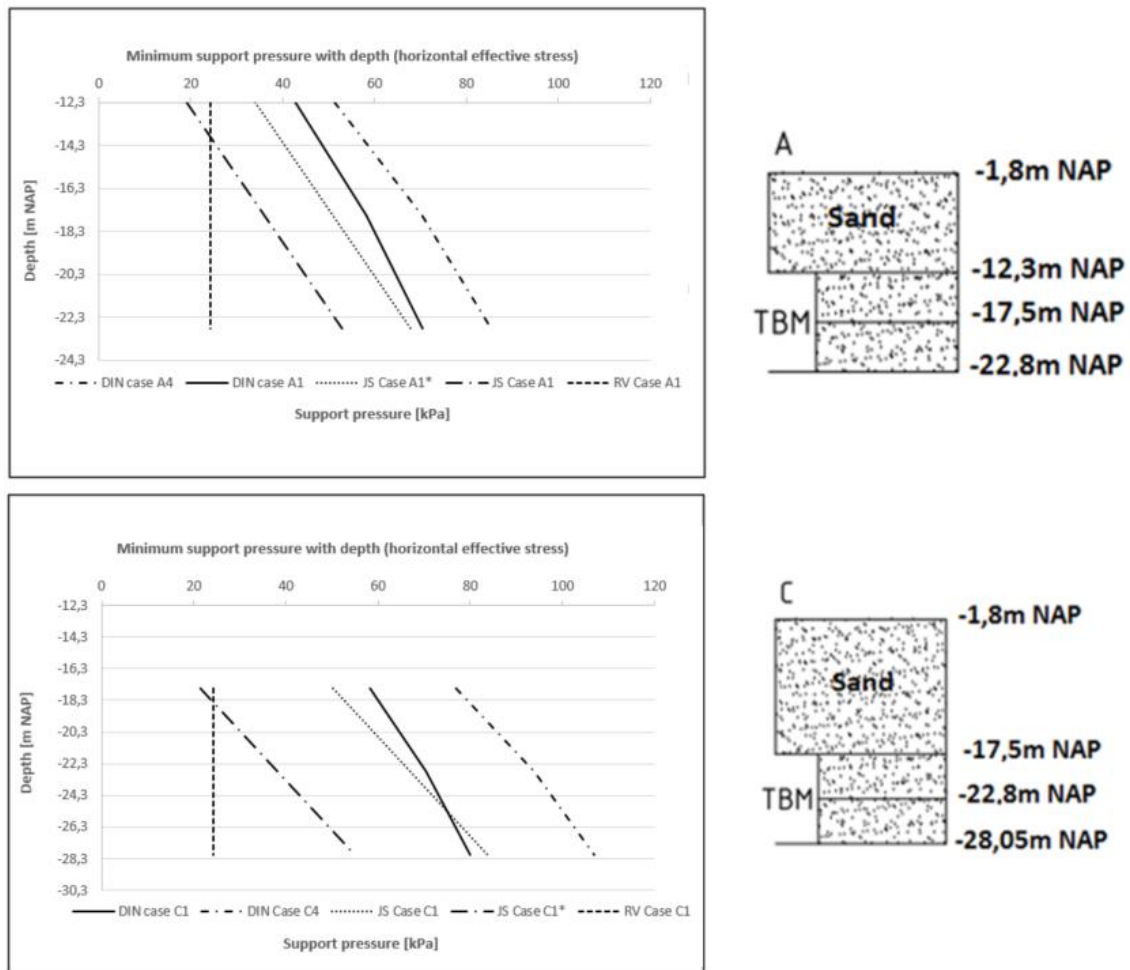 Minimum support pressure with depth (horizontal effective stress)
0 20 40 60 80 100 120
-12,3
-14,3
-16,3
-18,3
-20,3
-22,3
-24,3
Depth [m NAP]
DIN case A4 DIN case A1 JS Case A1* JS Case A1 RV Case A1
Support pressure [kPa]
A
-1,8m NAP
Sand
-12,3m NAP
TBM
-17,5m NAP
-22,8m NAP
Minimum support pressure with depth (horizontal effective stress)
0 20 40 60 80 100 120
-12,3
-14,3
-16,3
-18,3
-20,3
-22,3
-24,3
-26,3
-28,3
-30,3
Depth [m NAP]
DIN case C1 DIN Case C4 JS Case C1 JS Case C1* RV Case C1
Support pressure [kPa]
C
-1,8m NAP
Sand
-17,5m NAP
TBM
-22,8m NAP
-28,05m NAP